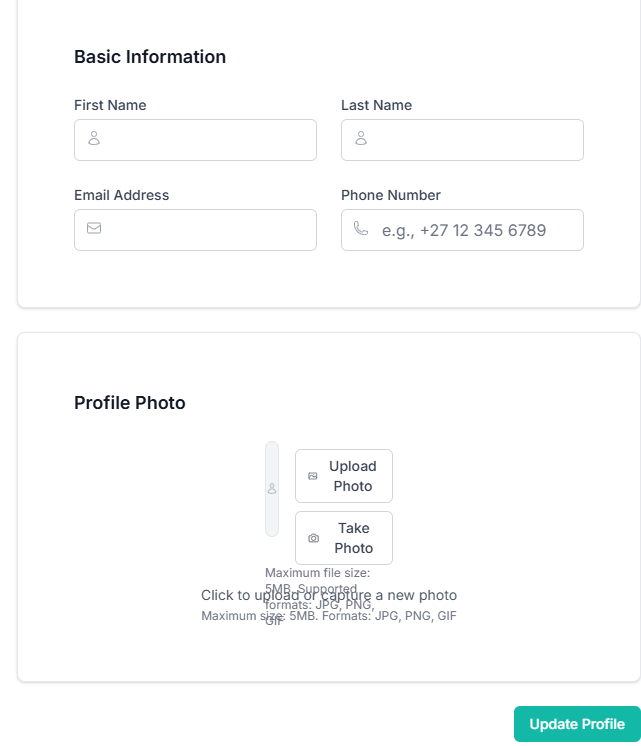 Basic Information
First Name
Last Name
Email Address
Phone Number
e.g., +27 12 345 6789
Profile Photo
Upload
Photo
Take
Photo
Maximum file size:
5MB. Supported
formats: JPG, PNG,
GIF
Click to upload or capture a new photo
Maximum size: 5MB. Formats: JPG, PNG, GIF
Update Profile